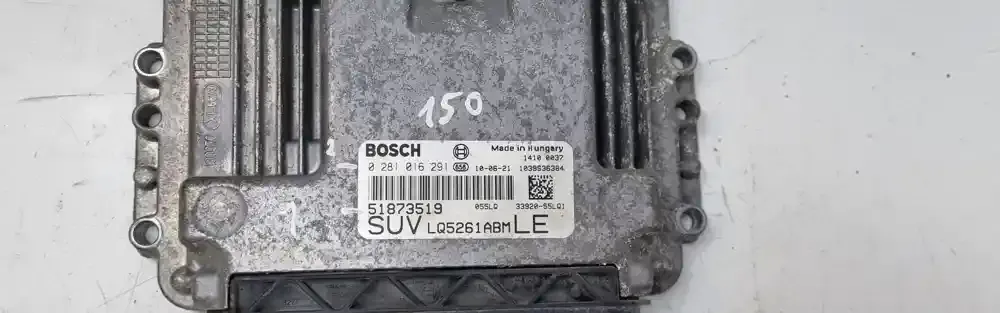 150
BOSCH Made in Hungary
1410 0037
0 281 016 291 10-06-21 1039S36384
51873519 055LQ 33920-55LQ1
SUV LQ5261ABM LE